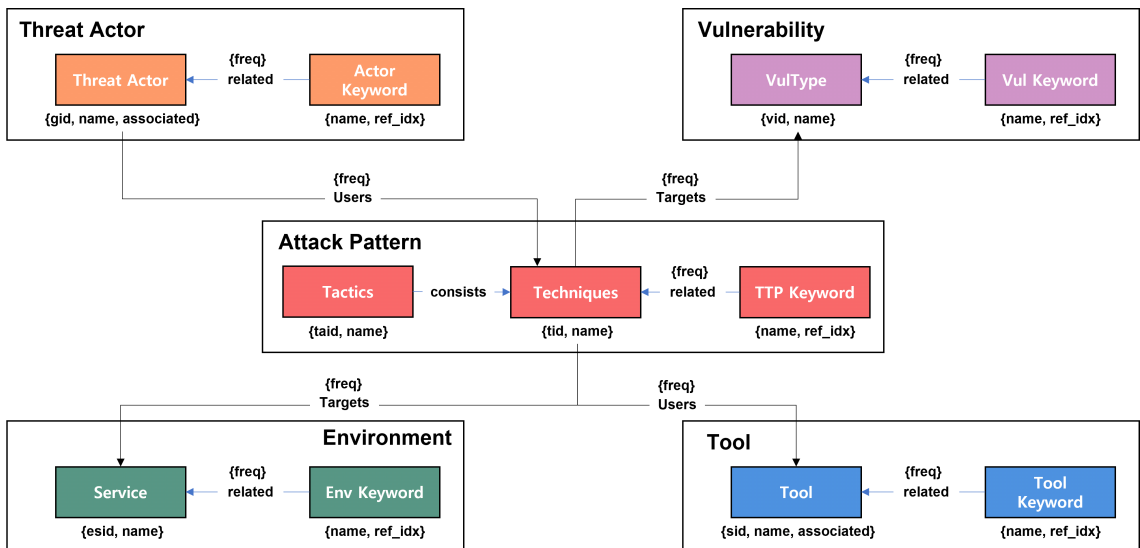 Threat Actor
Threat Actor
{gid, name, associated}
{freq}
related
Actor
Keyword
{name, ref_idx}
Vulnerability
VulType
{vid, name}
{freq}
related
Vul Keyword
{name, ref_idx}
{freq}
Users
{freq}
Targets
Attack Pattern
Tactics
{taid, name}
consists
Techniques
{tid, name}
{freq}
related
TTP Keyword
{name, ref_idx}
{freq}
Targets
{freq}
Users
Environment
Service
{esid, name}
{freq}
related
Env Keyword
{name, ref_idx}
Tool
Tool
{sid, name, associated}
{freq}
related
Tool
Keyword
{name, ref_idx}